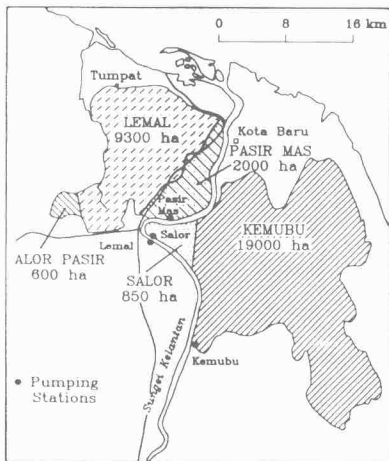 0 8 16 km
Tumpat
LEMAL
9300 ha
Kota Baru
PASIR MAS
2000 ha
Pasir
Mas
KEMUBU
19000 ha
Lemal
Salor
ALOR PASIR
600 ha
SALOR
850 ha
Sungei Kelantan
Kemubu
Pumping
Stations